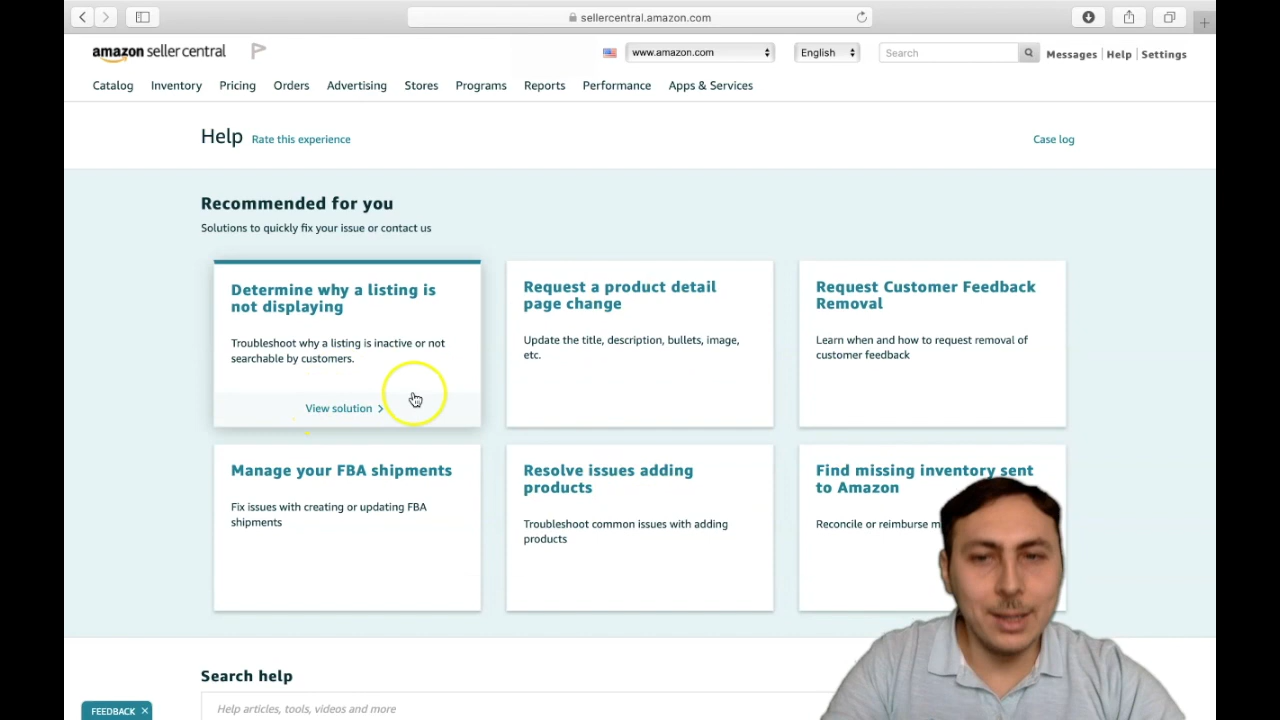 sellercentral.amazon.com
amazon seller central
www.amazon.com
English
Search
Messages | Help | Settings
Catalog Inventory Pricing Orders Advertising Stores Programs Reports Performance Apps & Services
Help Rate this experience
Case log
Recommended for you
Solutions to quickly fix your issue or contact us
Determine why a listing is
not displaying
Troubleshoot why a listing is inactive or not
searchable by customers.
View solution
Request a product detail
page change
Update the title, description, bullets, image,
etc.
Request Customer Feedback
Removal
Learn when and how to request removal of
customer feedback
Manage your FBA shipments
Fix issues with creating or updating FBA
shipments
Resolve issues adding
products
Troubleshoot common issues with adding
products
Find missing inventory sent
to Amazon
Reconcile or reimburse
Search help
Help articles, tools, videos and more
FEEDBACK ×